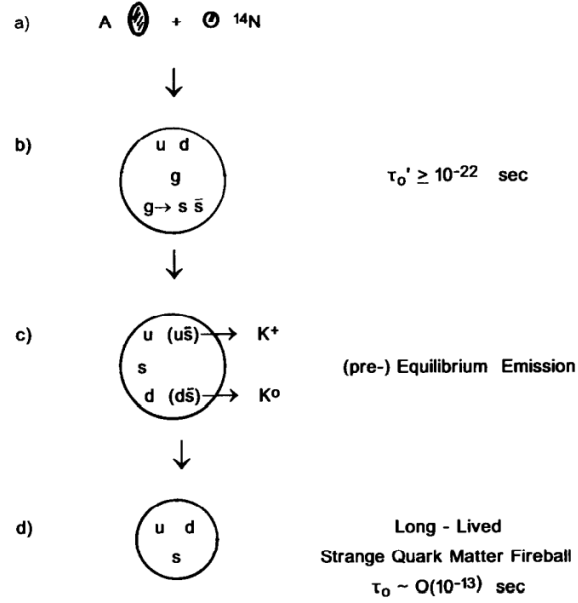 a) A + ¹⁴N
b) u d
g τₒ' ≥ 10⁻²² sec
g→ s s̄
c) u (us̄) → K⁺
s (pre-) Equilibrium Emission
d (ds̄) → Kᵒ
d) u d Long - Lived
s Strange Quark Matter Fireball
τₒ ~ O(10⁻¹³) sec